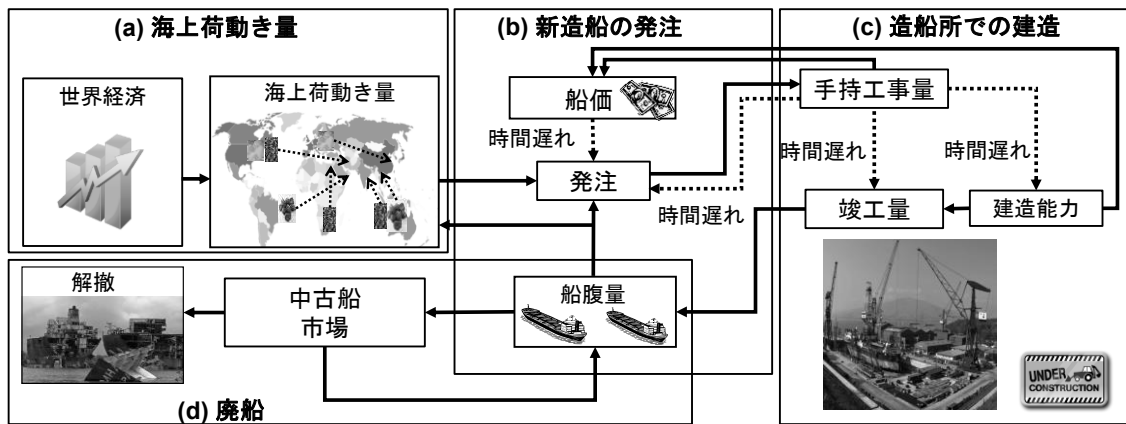 (a) 海上荷動き量
世界経済
海上荷動き量
(b) 新造船の発注
船価
時間遅れ
発注
時間遅れ
(c) 造船所での建造
手持工事量
時間遅れ
時間遅れ
竣工量
建造能力
UNDER
CONSTRUCTION
解撤
中古船
市場
船腹量
(d) 廃船